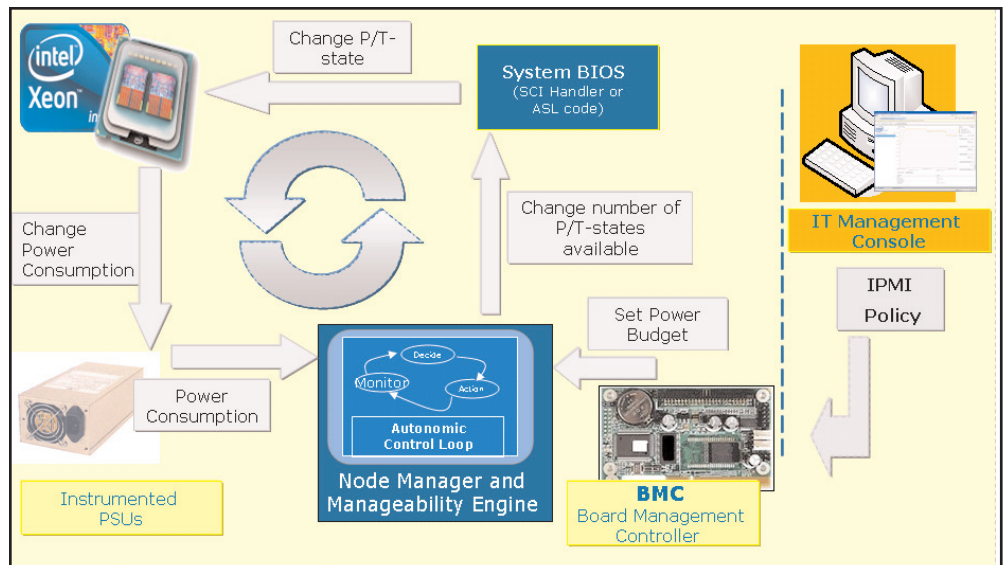 intel
Xeon™
Change P/T-
state
System BIOS
(SCI Handler or
ASL code)
IT Management
Console
Change
Power
Consumption
Change number of
P/T-states
available
IPMI
Policy
Set Power
Budget
Power
Consumption
Decide
Monitor
Action
Autonomic
Control Loop
Node Manager and
Manageability Engine
Instrumented
PSUs
BMC
Board Management
Controller